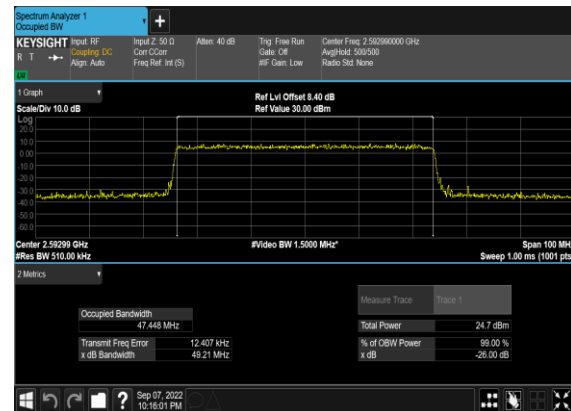 Spectrum Analyzer 1
Occupied BW
+
KEYSIGHT Input: RF Input Z: 50 Ω Atten: 40 dB Trig: Free Run Center Freq: 2.592990000 GHz
R T Coupling: DC Corr CCorr Gate: Off Avg|Hold: 500/500
Align: Auto Freq Ref: Int (S) #IF Gain: Low Radio Std: None
LXI
1 Graph
Ref Lvl Offset 8.40 dB
Scale/Div 10.0 dB Ref Value 30.00 dBm
Log
20.0
10.0
0.00
-10.0
-20.0
-30.0
-40.0
-50.0
-60.0
Center 2.59299 GHz #Video BW 1.5000 MHz* Span 100 MH
#Res BW 510.00 kHz Sweep 1.00 ms (1001 pts
2 Metrics
Measure Trace Trace 1
Occupied Bandwidth
47.448 MHz Total Power 24.7 dBm
Transmit Freq Error 12.407 kHz % of OBW Power 99.00 %
x dB Bandwidth 49.21 MHz x dB -26.00 dB
? Sep 07, 2022
10:16:01 PM